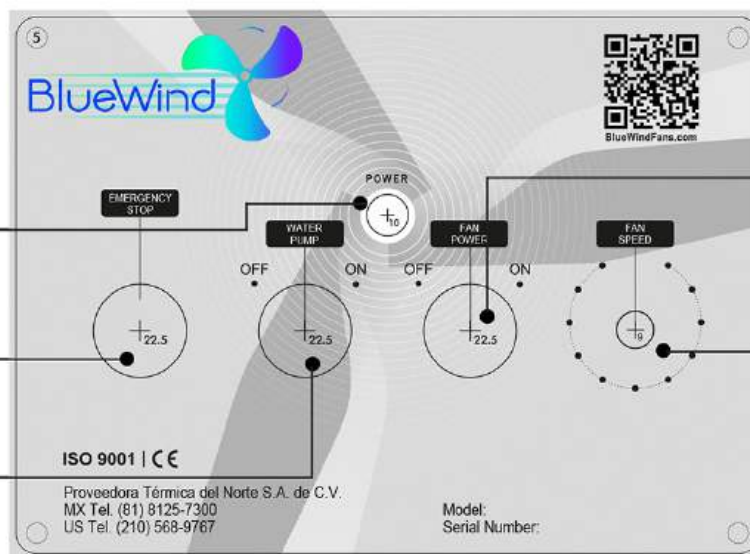 5
BlueWind
BlueWindFans.com
POWER
10
EMERGENCY
STOP
WATER
PUMP
FAN
POWER
FAN
SPEED
OFF
ON
OFF
ON
22.5
22.5
22.5
9
ISO 9001 | CE
Proveedora Térmica del Norte S.A. de C.V.
MX Tel. (81) 8125-7300
US Tel. (210) 568-9767
Model:
Serial Number: